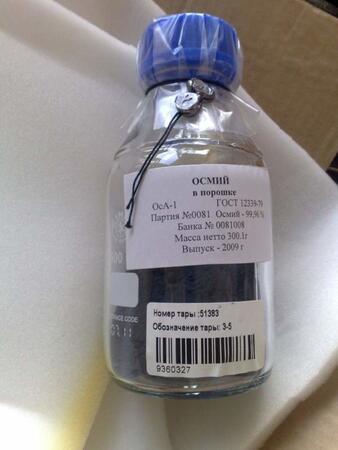 ОСМИЙ
в порошке
ОсА-1 ГОСТ 12339-79
Партия №0081 Осмий - 99,96 %
Банка № 0081008
Масса нетто 300.1г
Выпуск - 2009 г
Номер тары :51383
Обозначение тары: 3-5
9360327